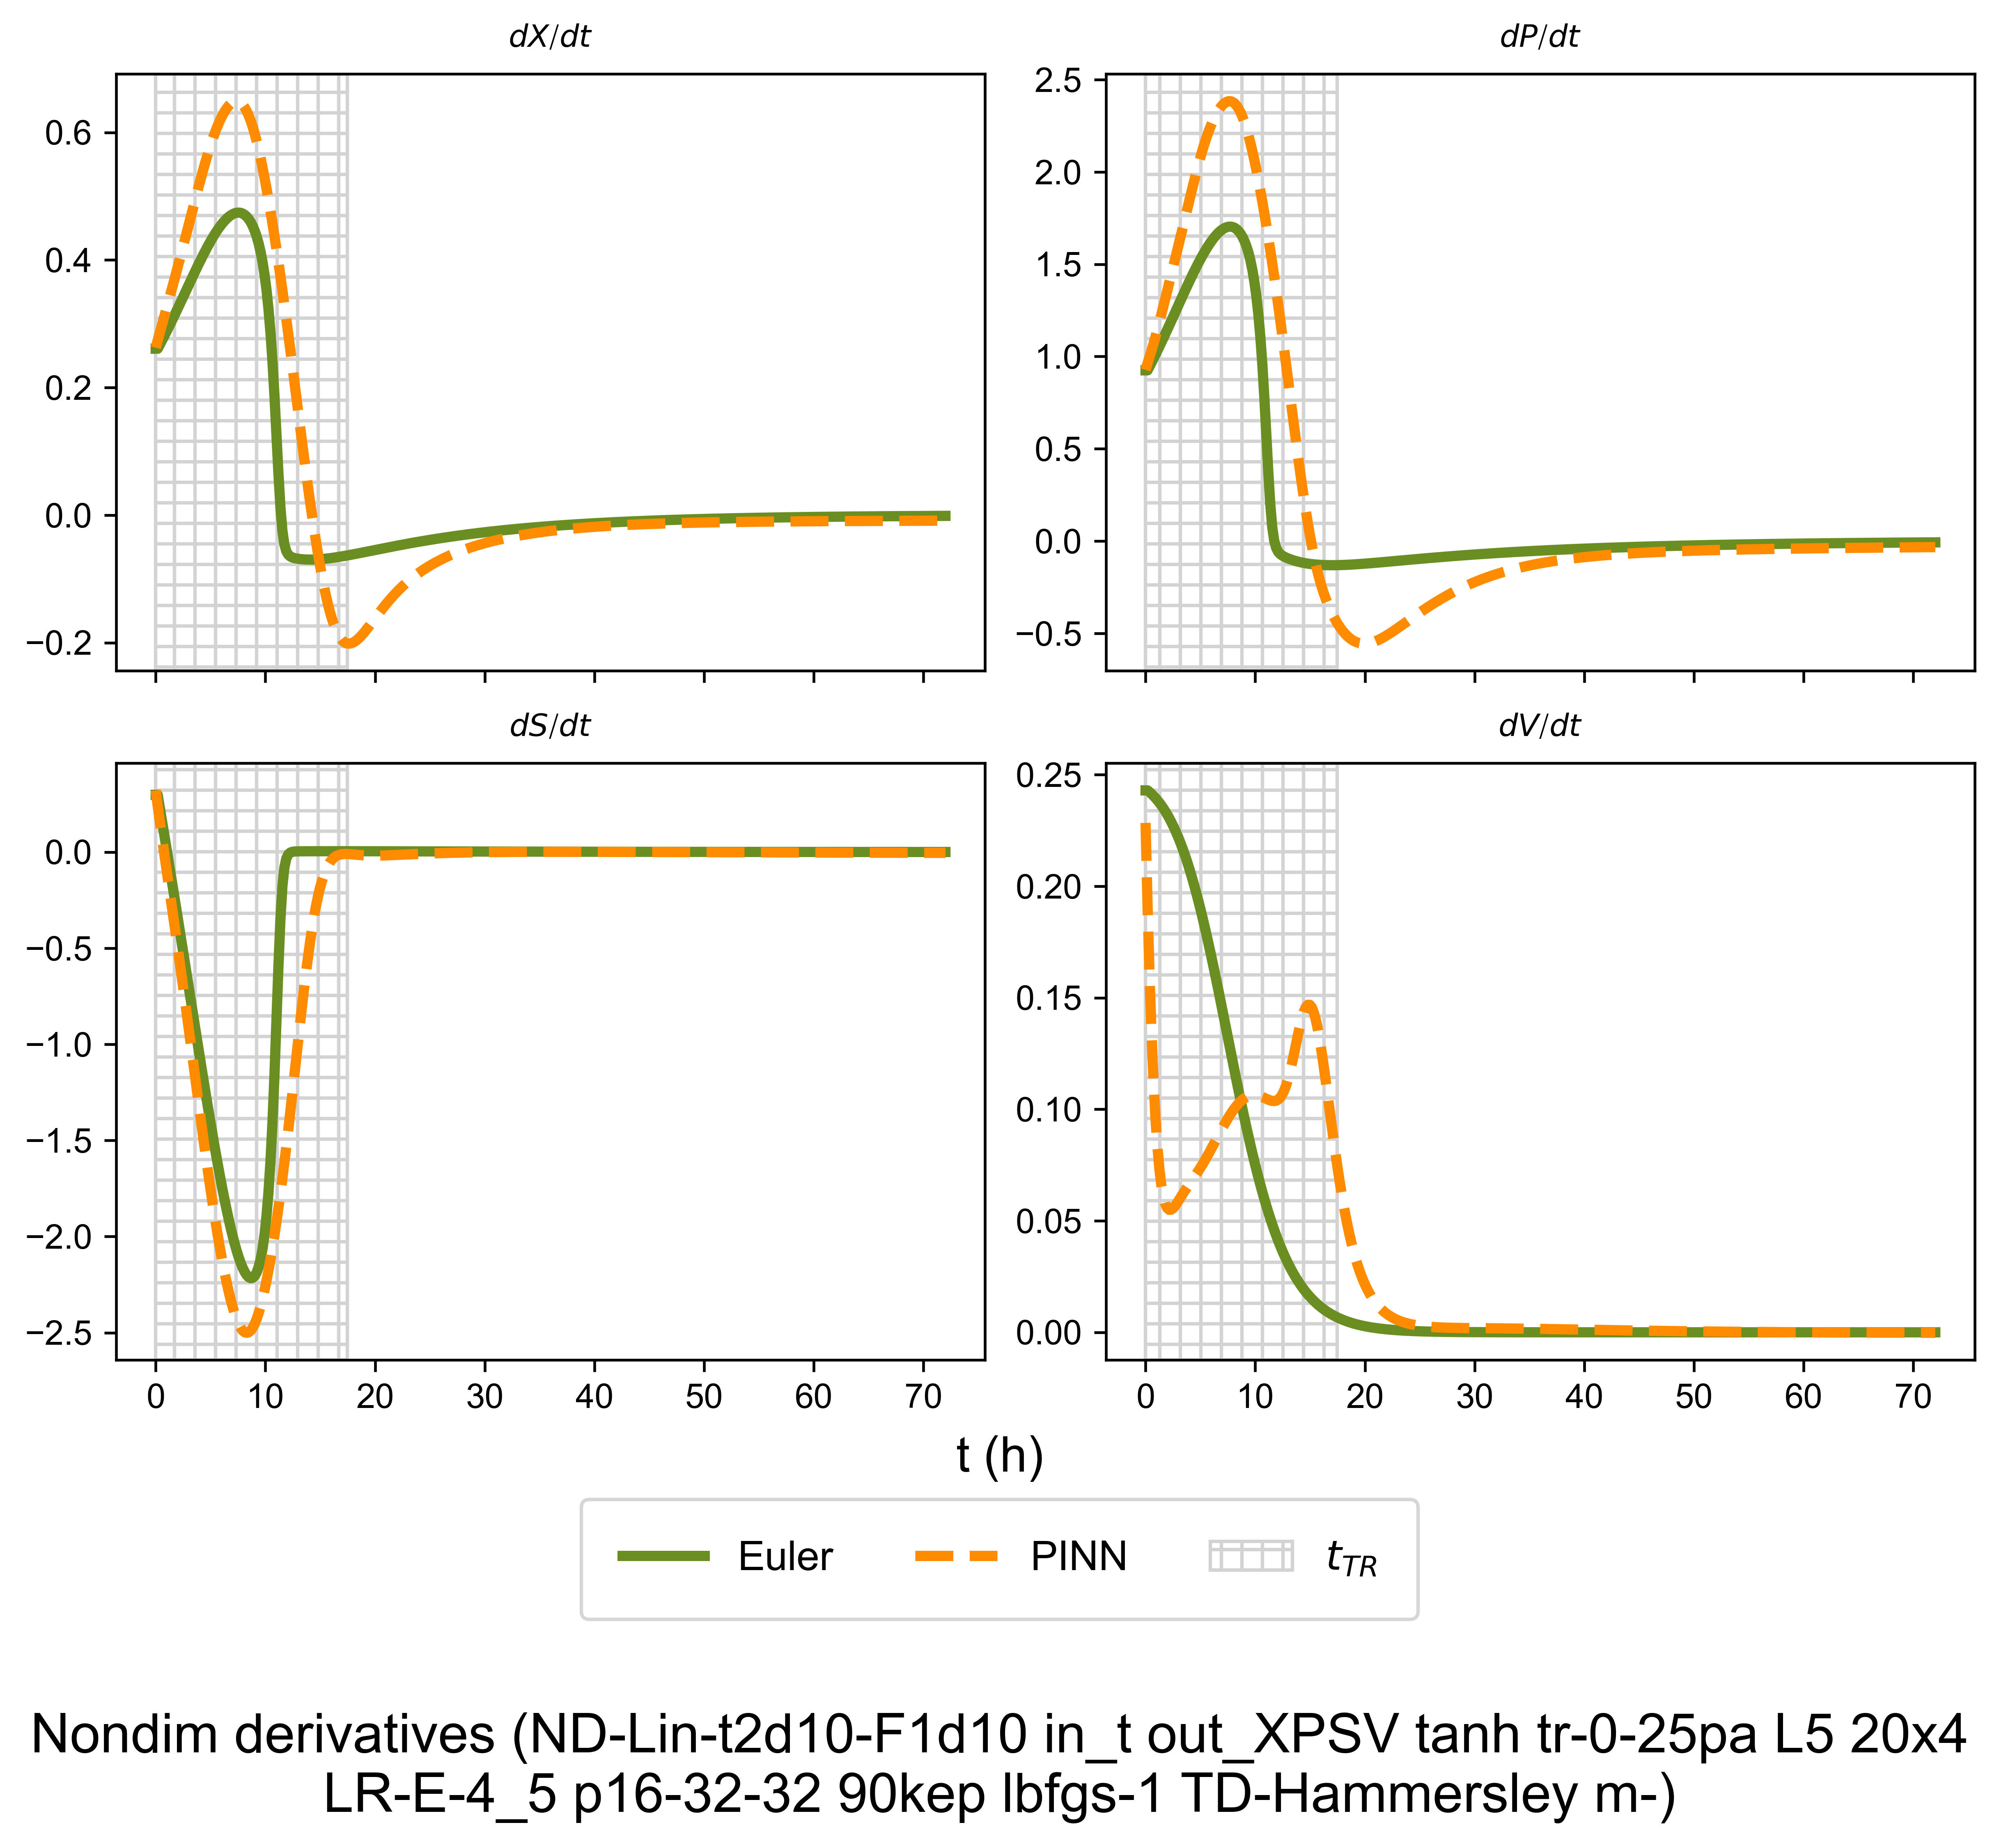 dX/dt
dP/dt
0.6
0.4
0.2
0.0
−0.2
2.5
2.0
1.5
1.0
0.5
0.0
−0.5
dS/dt
dV/dt
0.0
−0.5
−1.0
−1.5
−2.0
−2.5
0 10 20 30 40 50 60 70
0.25
0.20
0.15
0.10
0.05
0.00
0 10 20 30 40 50 60 70
t (h)
Euler PINN t_TR
Nondim derivatives (ND-Lin-t2d10-F1d10 in_t out_XPSV tanh tr-0-25pa L5 20x4
LR-E-4_5 p16-32-32 90kep lbfgs-1 TD-Hammersley m-)